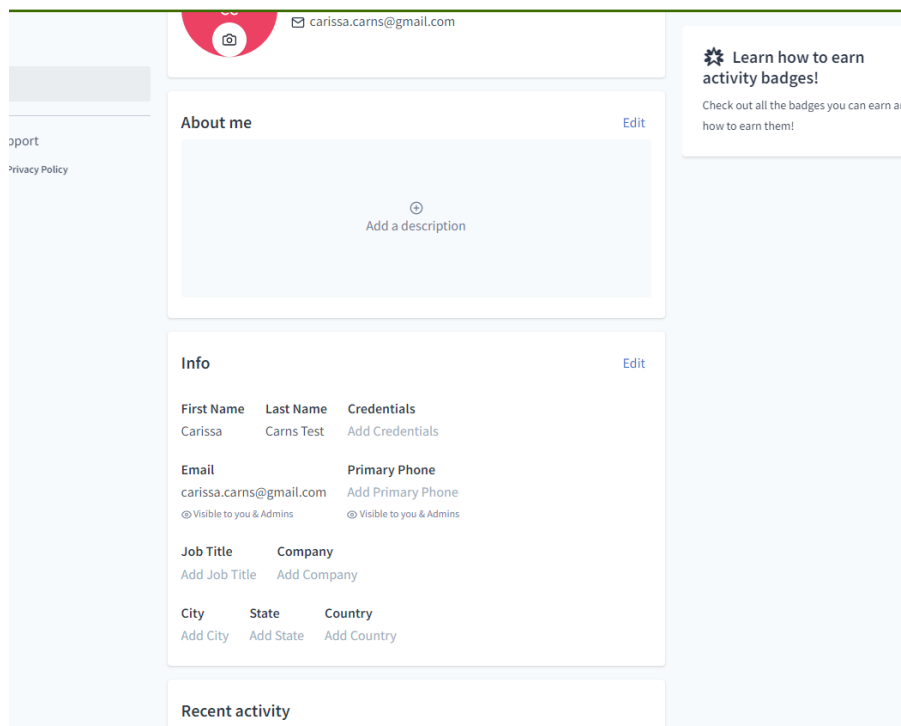 carissa.carns@gmail.com
Learn how to earn
activity badges!
Check out all the badges you can earn
how to earn them!
Privacy Policy
About me
Edit
Add a description
Info
Edit
First Name Last Name Credentials
Carissa Carns Test Add Credentials
Email Primary Phone
carissa.carns@gmail.com Add Primary Phone
Visible to you & Admins Visible to you & Admins
Job Title Company
Add Job Title Add Company
City State Country
Add City Add State Add Country
Recent activity